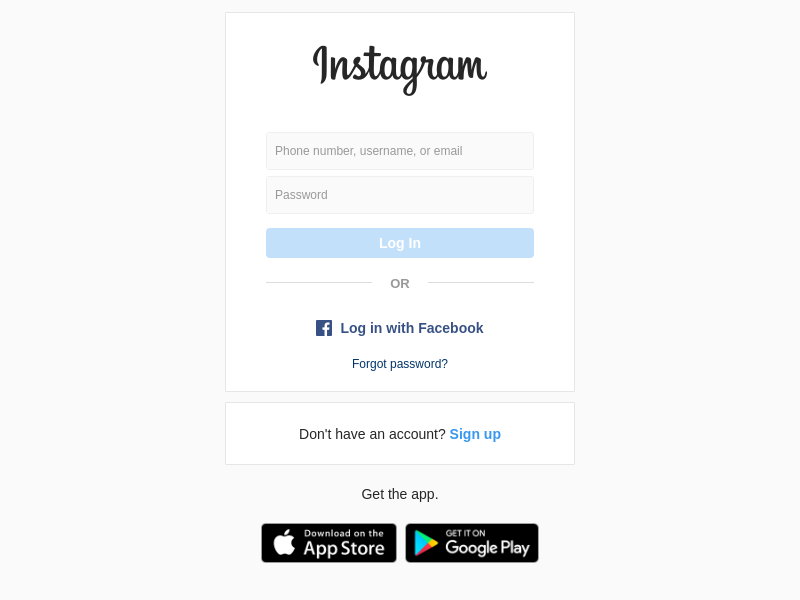 Instagram
Phone number, username, or email
Password
Log In
OR
Log in with Facebook
Forgot password?
Don't have an account? Sign up
Get the app.
Download on the
App Store
GET IT ON
Google Play